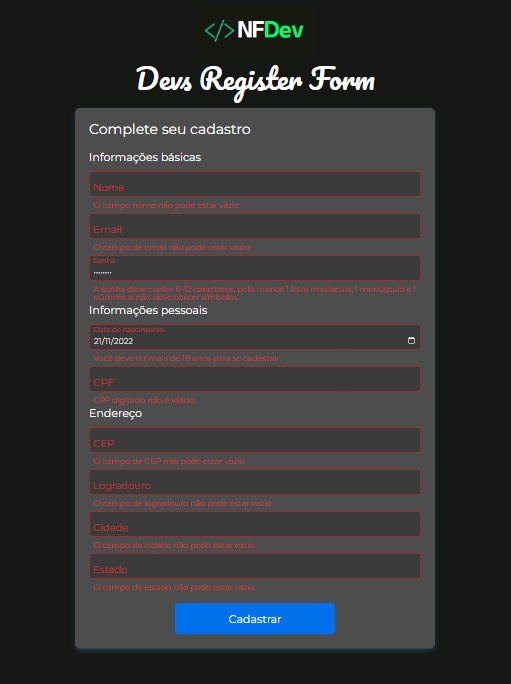 </> NFDev
Devs Register Form
Complete seu cadastro
Informações básicas
Nome
O campo nome não pode estar vazio
Email
O campo de email não pode estar vazio
Senha
••••••••
A senha deve conter 6-12 caracteres, pelo menos 1 letra maiúscula, 1 menúscula e 1
número, e não deve conter símbolos.
Informações pessoais
Data de nascimento
21/11/2022
Você deve ter mais de 18 anos para se cadastrar.
CPF
CPF digitado não é válido.
Endereço
CEP
O campo de CEP não pode estar vazio
Logradouro
O campo de logradouro não pode estar vazio
Cidade
O campo de cidade não pode estar vazio
Estado
O campo de estado não pode estar vazio
Cadastrar